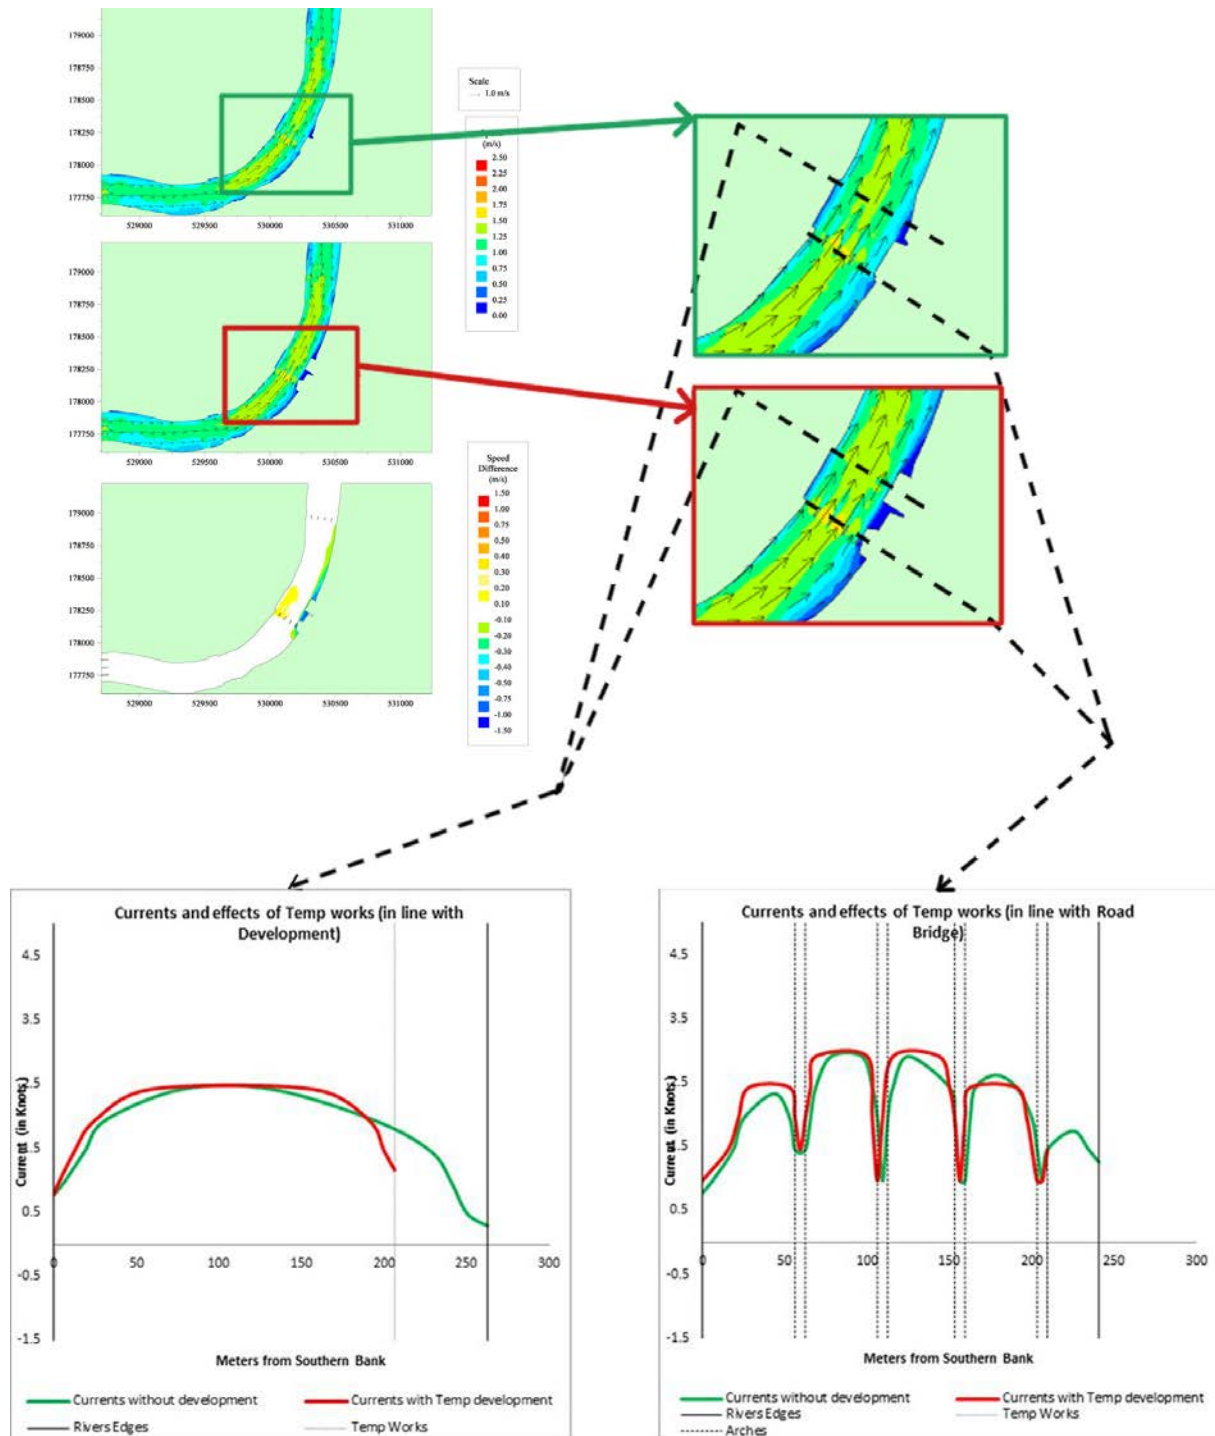 179000
178750
178500
178250
178000
177750
529000 529500 530000 530500 531000
Scale
1.0 m/s
(m/s)
2.50
2.25
2.00
1.75
1.50
1.25
1.00
0.75
0.50
0.25
0.00
179000
178750
178500
178250
178000
177750
529000 529500 530000 530500 531000
Speed
Difference
(m/s)
1.50
1.00
0.75
0.50
0.40
0.30
0.20
0.10
-0.10
-0.20
-0.30
-0.40
-0.50
-0.75
-1.00
-1.50
179000
178750
178500
178250
178000
177750
529000 529500 530000 530500 531000
Currents and effects of Temp works (in line with
Development)
Current (in Knots)
4.5
3.5
2.5
1.5
0.5
-0.5
-1.5
0 50 100 150 200 250 300
Meters from Southern Bank
Currents without development
Currents with Temp development
Rivers Edges
Temp Works
Currents and effects of Temp works (in line with Road
Bridge)
Current (in Knots)
4.5
3.5
2.5
1.5
0.5
-0.5
-1.5
0 50 100 150 200 250 300
Meters from Southern Bank
Currents without development
Currents with Temp development
Rivers Edges
Temp Works
Arches